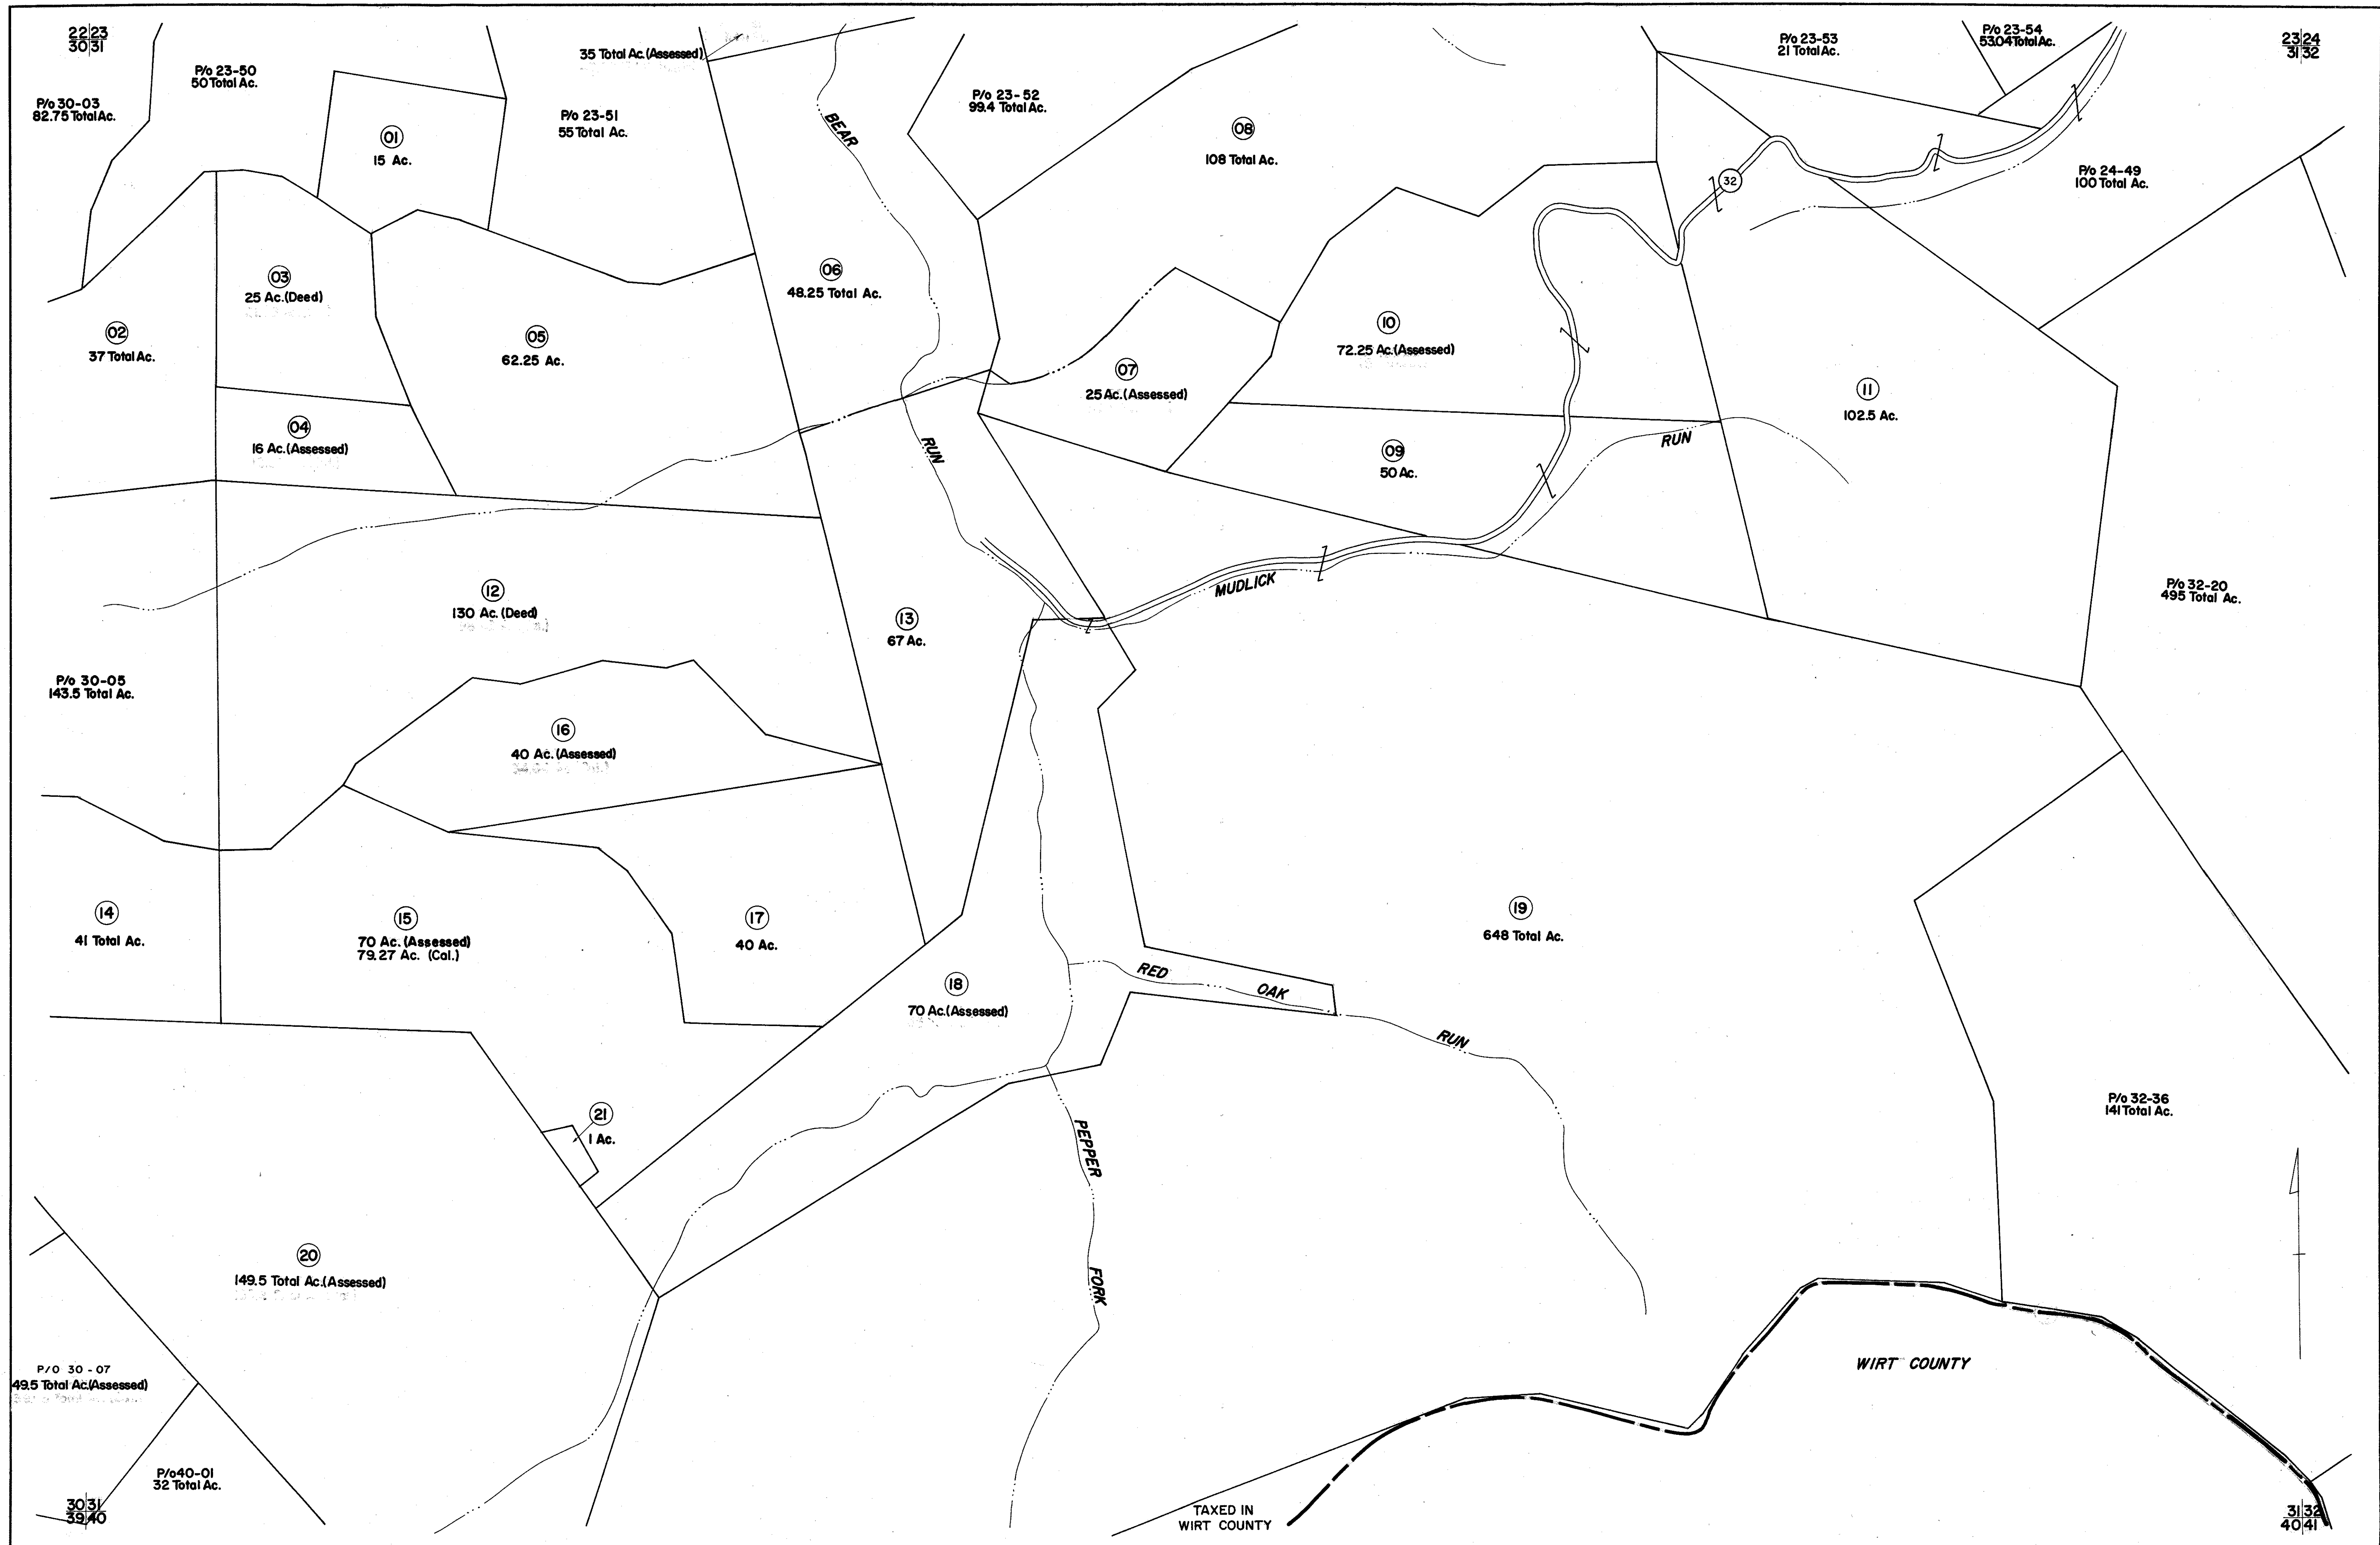 22 23
30 31
P/o 23-50
50 Total Ac.
35 Total Ac. (Assessed)
P/o 23-53
21 Total Ac.
P/o 23-54
53.04 Total Ac.
23 24
31 32
P/o 30-03
82.75 Total Ac.
01
15 Ac.
P/o 23-51
55 Total Ac.
BEAR
P/o 23-52
99.4 Total Ac.
08
108 Total Ac.
32
P/o 24-49
100 Total Ac.
03
25 Ac. (Deed)
06
48.25 Total Ac.
02
37 Total Ac.
05
62.25 Ac.
07
25 Ac. (Assessed)
10
72.25 Ac. (Assessed)
11
102.5 Ac.
04
16 Ac. (Assessed)
RUN
09
50 Ac.
RUN
12
130 Ac. (Deed)
13
67 Ac.
MUDLICK
P/o 32-20
495 Total Ac.
P/o 30-05
143.5 Total Ac.
16
40 Ac. (Assessed)
14
41 Total Ac.
15
70 Ac. (Assessed)
79.27 Ac. (Cal.)
17
40 Ac.
18
70 Ac. (Assessed)
RED
OAK
RUN
19
648 Total Ac.
21
1 Ac.
PEPPER
FORK
P/o 32-36
141 Total Ac.
20
149.5 Total Ac. (Assessed)
P/O 30-07
49.5 Total Ac. (Assessed)
WIRT COUNTY
P/o 40-01
32 Total Ac.
30 31
39 40
TAXED IN
WIRT COUNTY
31 32
40 41